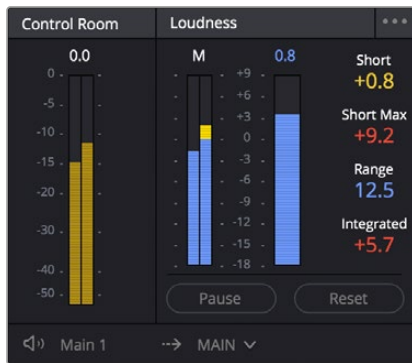 Control Room
Loudness
0.0
M
0.8
0
-5
-10
-15
-20
-30
-40
-50
+9
+6
+3
0
-3
-6
-9
-12
-15
-18
Short
+0.8
Short Max
+9.2
Range
12.5
Integrated
+5.7
Pause
Reset
Main 1
MAIN